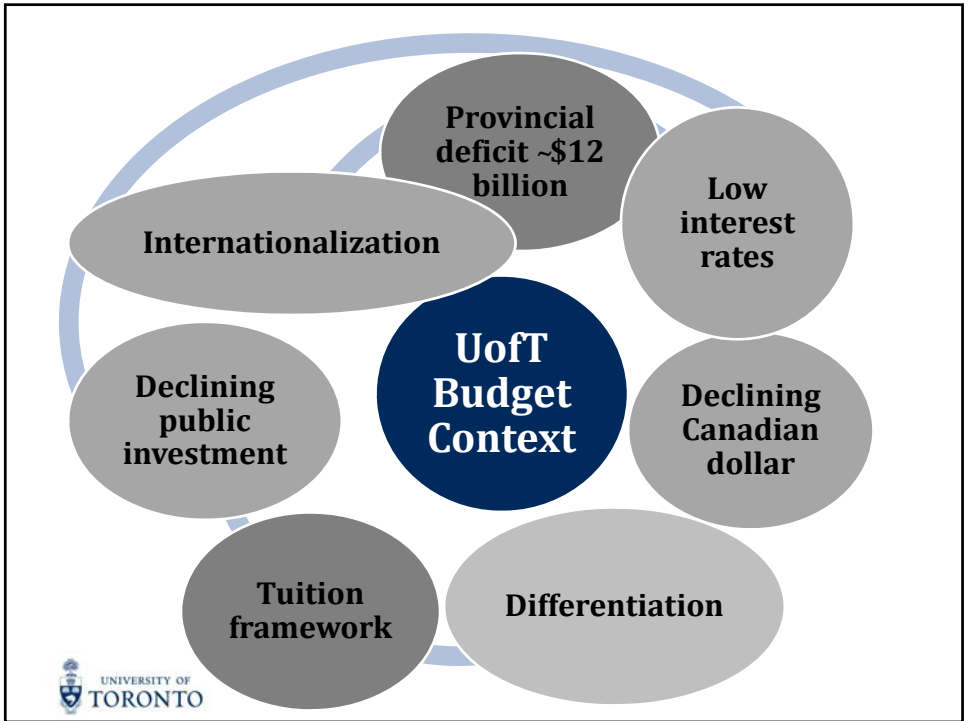 Provincial
deficit ~$12
billion
Low
interest
rates
Internationalization
UofT
Budget
Context
Declining
public
investment
Declining
Canadian
dollar
Tuition
framework
Differentiation
UNIVERSITY OF
TORONTO